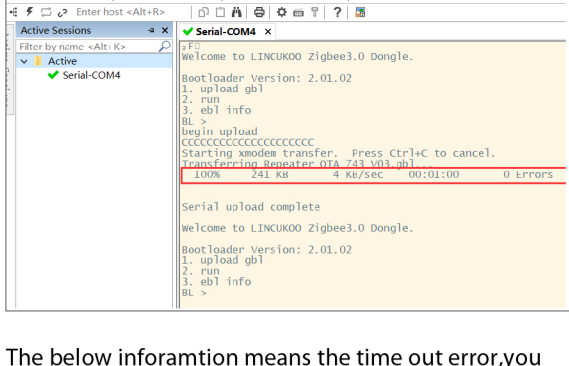 Enter host <Alt+R>
Active Sessions
Serial-COM4
Filter by name <Alt+K>
Active
Serial-COM4
Welcome to LINCUKOO Zigbee3.0 Dongle.
Bootloader Version: 2.01.02
1. upload gbl
2. run
3. ebl info
BL >
begin upload
CCCCCCCCCCCCCCCCCCCCC
Starting xmodem transfer.  Press Ctrl+C to cancel.
Transferring Repeater OTA 743 V03.gbl...
100% 241 KB 4 KB/sec 00:01:00 0 Errors
Serial upload complete
Welcome to LINCUKOO Zigbee3.0 Dongle.
Bootloader Version: 2.01.02
1. upload gbl
2. run
3. ebl info
BL >
The below inforamtion means the time out error,you